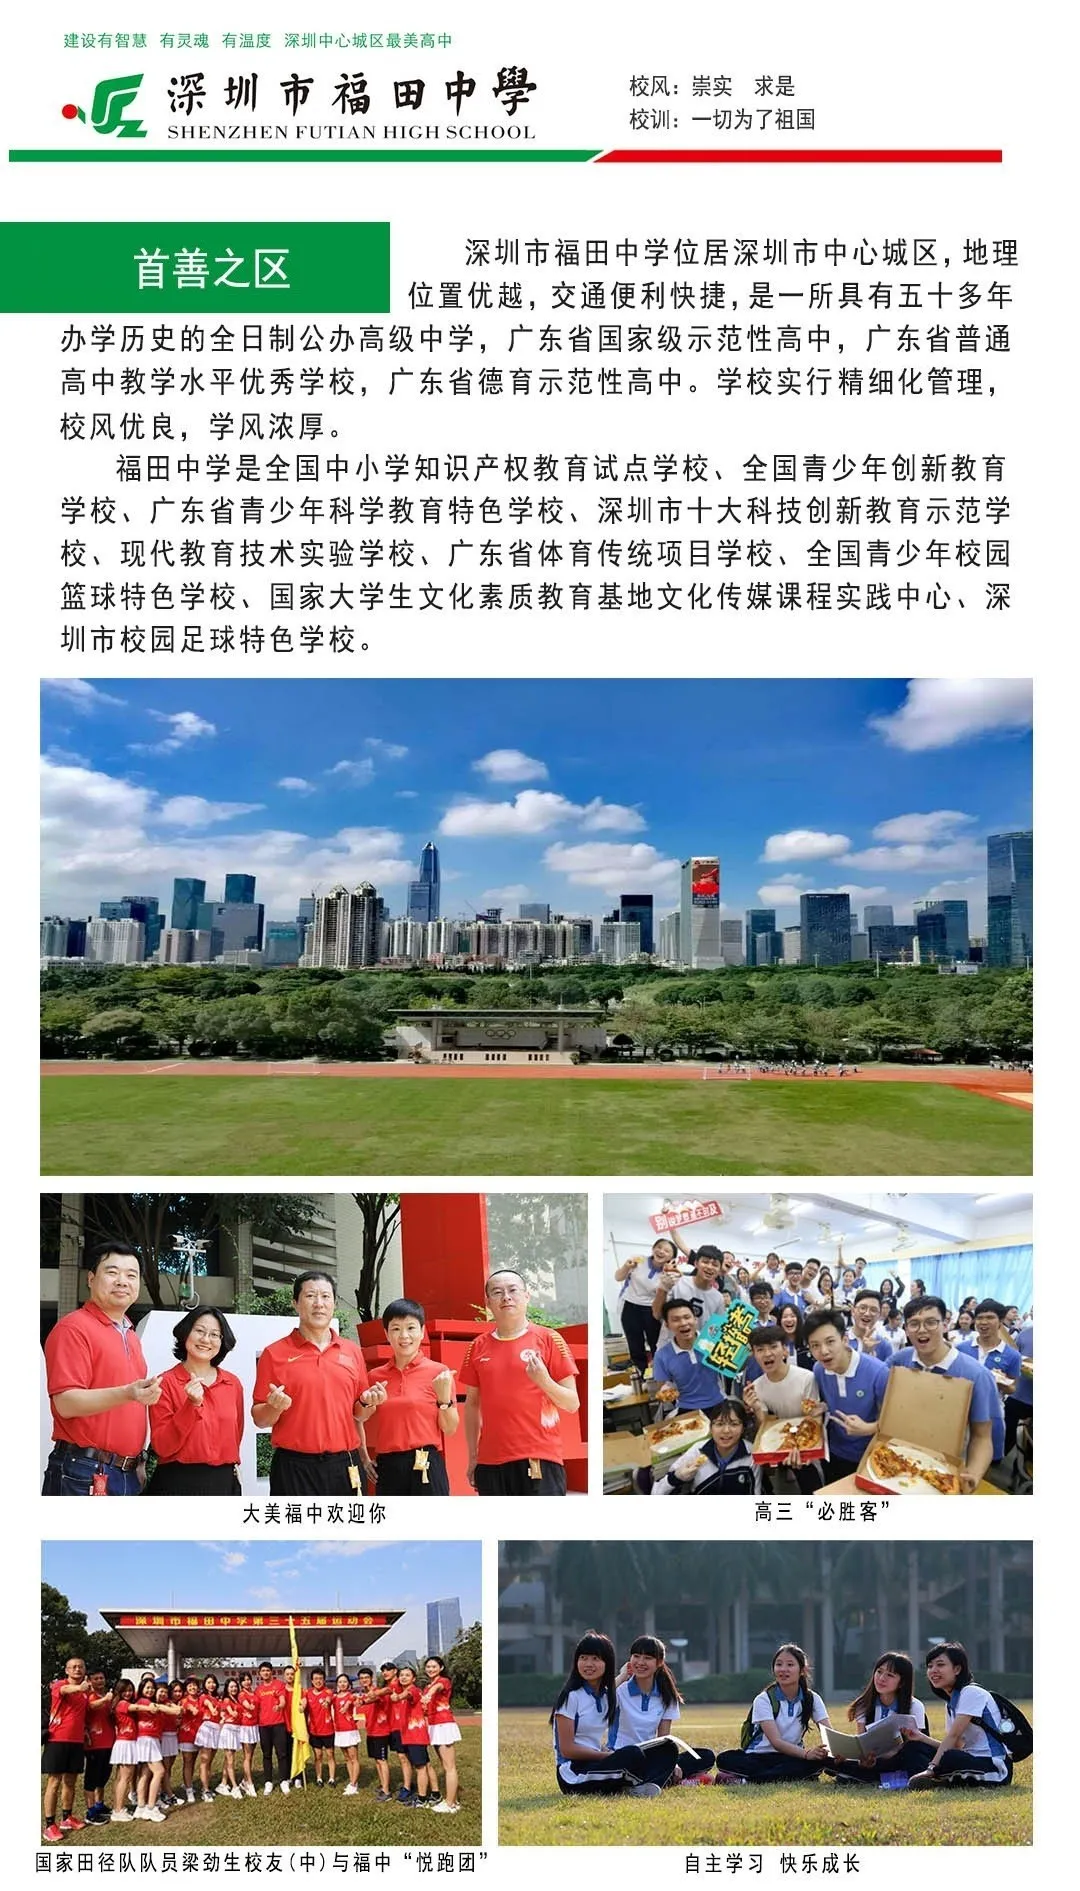 建设有智慧 有灵魂 有温度 深圳中心城区最美高中
深圳市福田中學
SHENZHEN FUTIAN HIGH SCHOOL
校风：崇实 求是
校训：一切为了祖国
首善之区
深圳市福田中学位居深圳市中心城区，地理
位置优越，交通便利快捷，是一所具有五十多年
办学历史的全日制公办高级中学，广东省国家级示范性高中，广东省普通
高中教学水平优秀学校，广东省德育示范性高中。学校实行精细化管理，
校风优良，学风浓厚。
福田中学是全国中小学知识产权教育试点学校、全国青少年创新教育
学校、广东省青少年科学教育特色学校、深圳市十大科技创新教育示范学
校、现代教育技术实验学校、广东省体育传统项目学校、全国青少年校园
篮球特色学校、国家大学生文化素质教育基地文化传媒课程实践中心、深
圳市校园足球特色学校。
大美福中欢迎你
高三“必胜客”
深圳市福田中学第三十五届运动会
国家田径队队员梁劲生校友(中)与福中“悦跑团”
自主学习 快乐成长